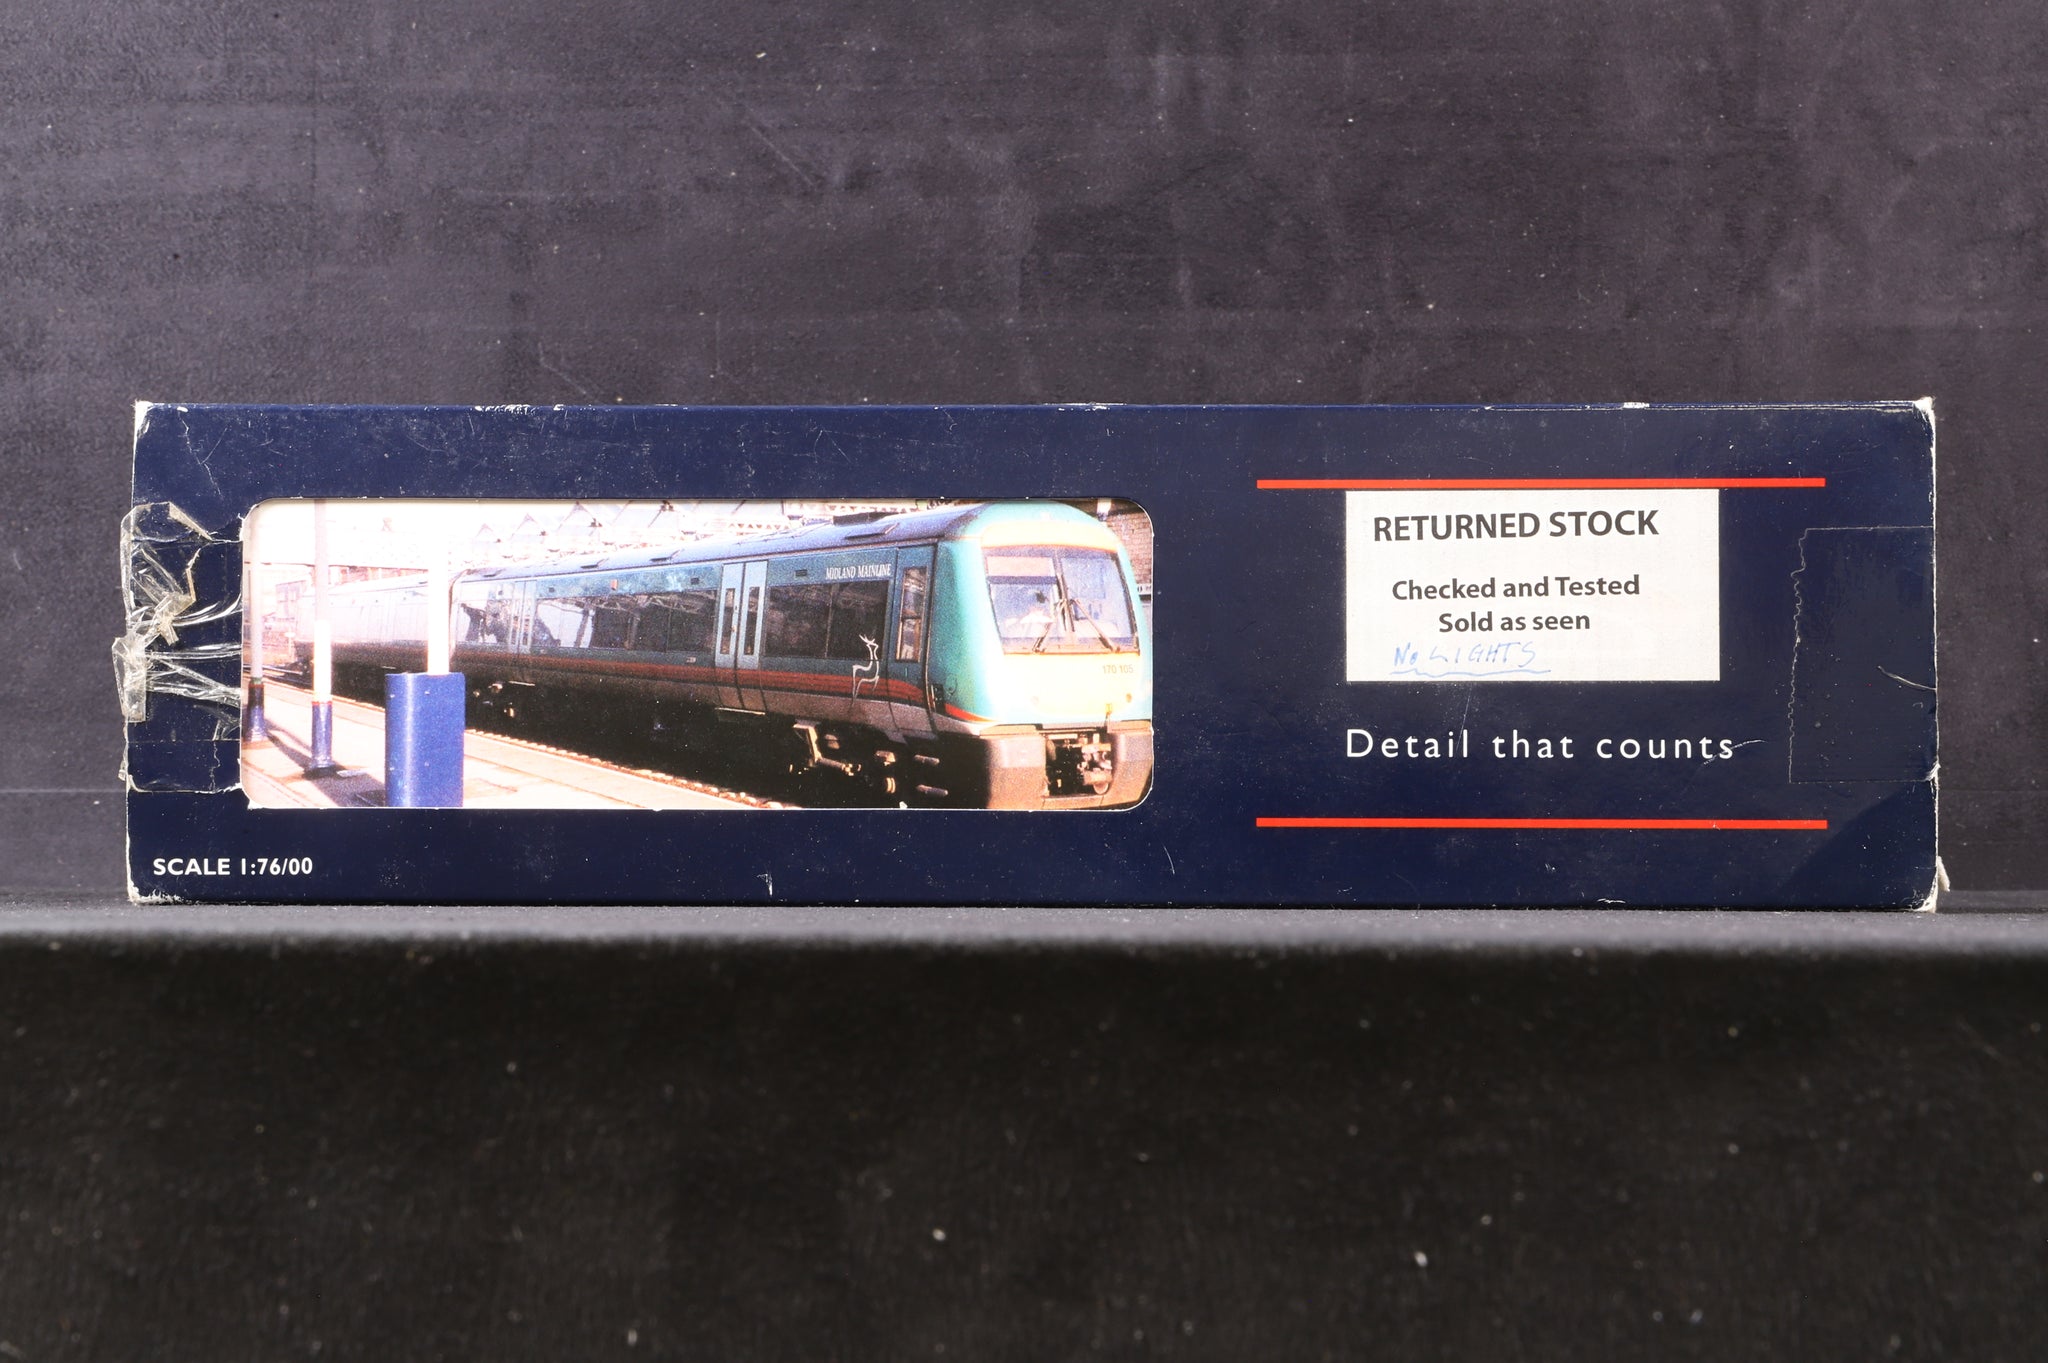 MIDLAND MAINLINE
170 105
RETURNED STOCK
Checked and Tested
Sold as seen
No LIGHTS
Detail that counts
SCALE 1:76/00